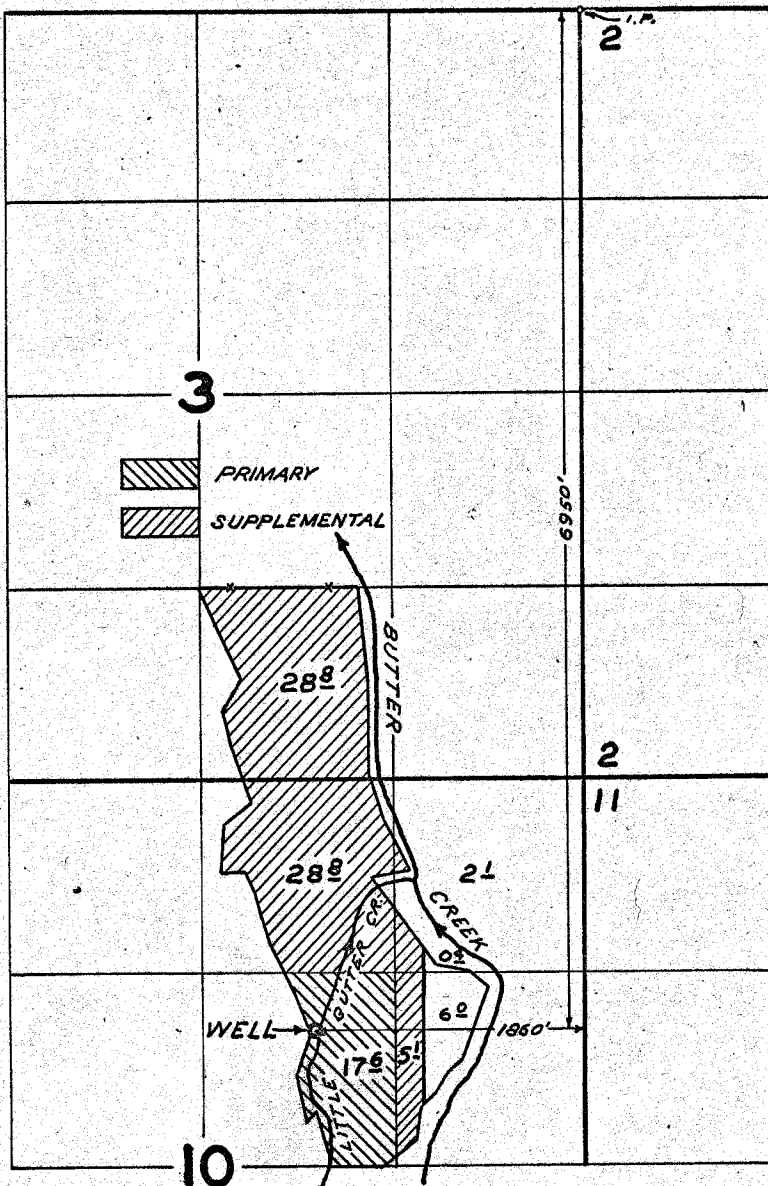 I.P.
2
3
PRIMARY
SUPPLEMENTAL
6950'
BUTTER
28 8
2
11
28 8
2 1
CREEK
LITTLE BUTTER CR.
0 4
6 0
WELL
1860'
17 6
5 1
10